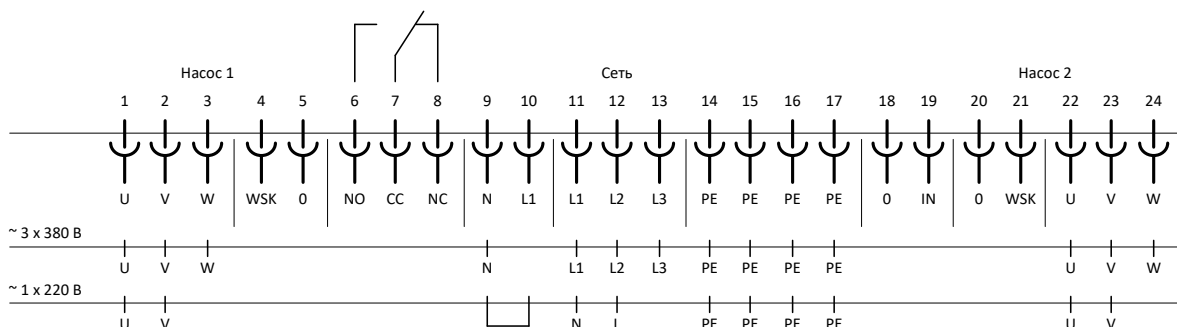 Насос 1 Сеть Насос 2
1 2 3 4 5 6 7 8 9 10 11 12 13 14 15 16 17 18 19 20 21 22 23 24
U V W WSK 0 NO CC NC N L1 L1 L2 L3 PE PE PE PE 0 IN 0 WSK U V W
~ 3 x 380 В
U V W N L1 L2 L3 PE PE PE PE U V W
~ 1 x 220 В
U V N L PE PE PE PE U V